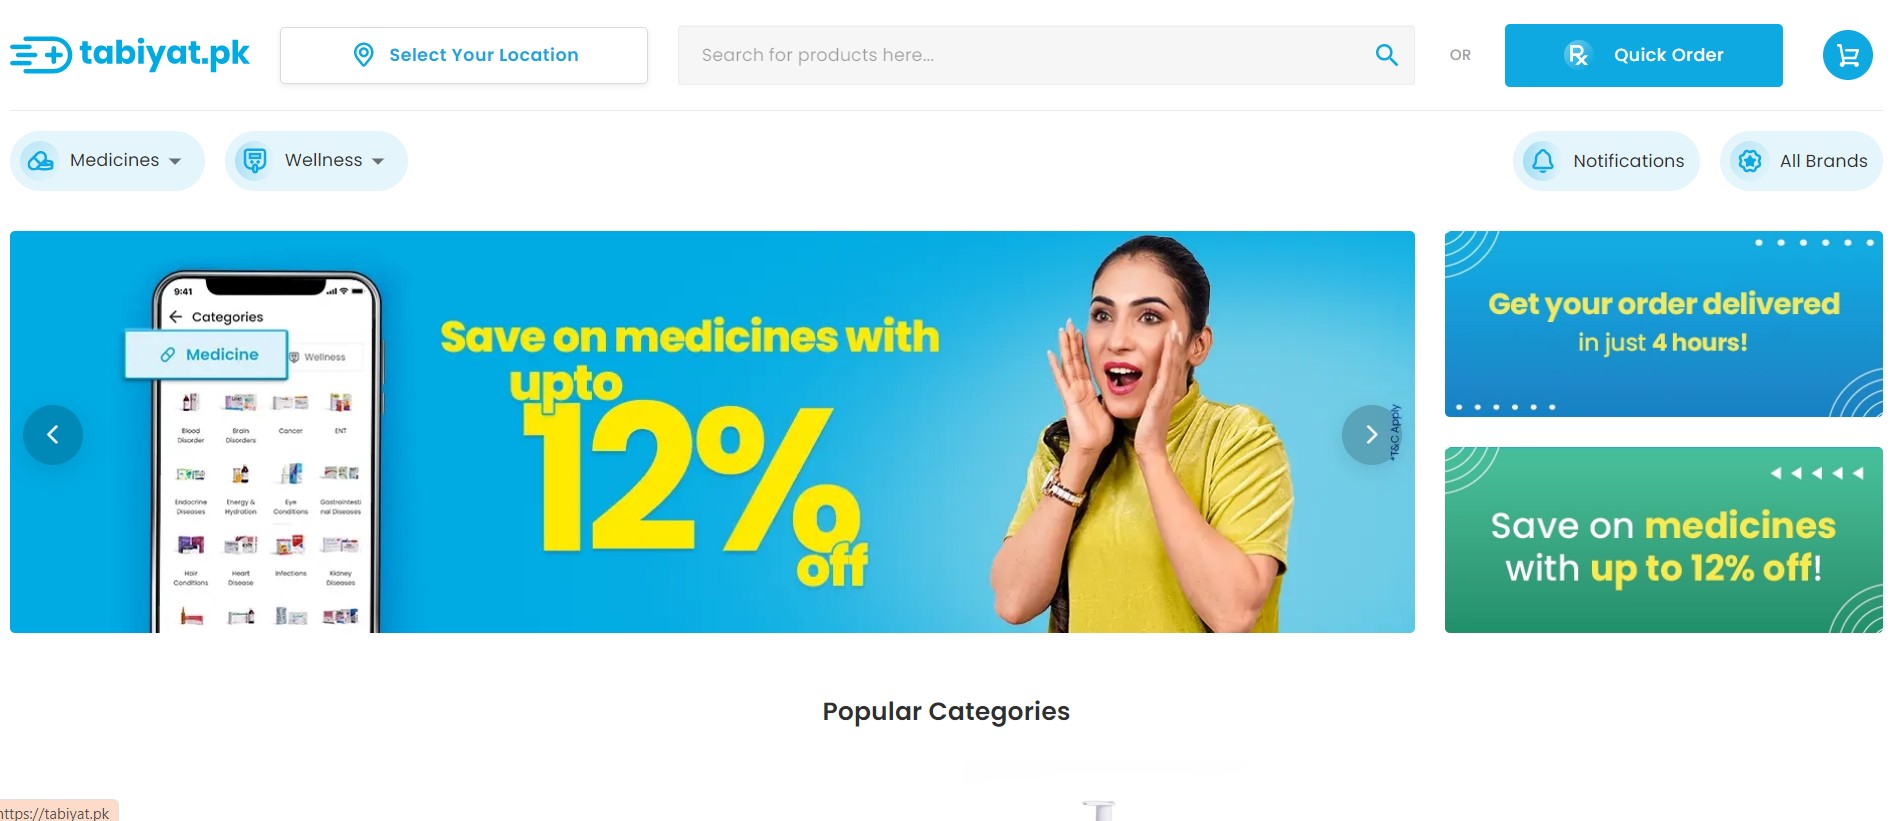 tabiyat.pk
Select Your Location
Search for products here...
OR
Rx
Quick Order
Medicines
Wellness
Notifications
All Brands
9:41
Categories
Medicine
Wellness
Blood
Disorder
Brain
Disorders
Cancer
ENT
Endocrine
Diseases
Energy &
Hydration
Eye
Conditions
Gastrointesti
nal Diseases
Hair
Conditions
Heart
Disease
Infections
Kidney
Diseases
Save on medicines with
upto
12%
off
*T&C Apply
Get your order delivered
in just 4 hours!
Save on medicines
with up to 12% off!
Popular Categories
https://tabiyat.pk